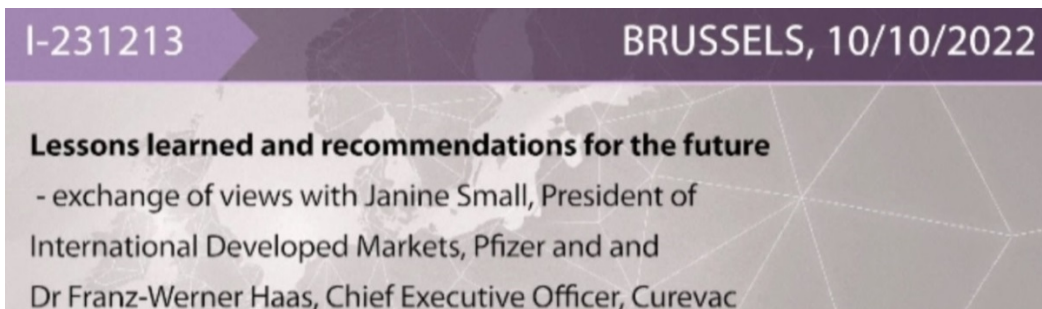 I-231213
BRUSSELS, 10/10/2022
Lessons learned and recommendations for the future
- exchange of views with Janine Small, President of
International Developed Markets, Pfizer and and
Dr Franz-Werner Haas, Chief Executive Officer, Curevac